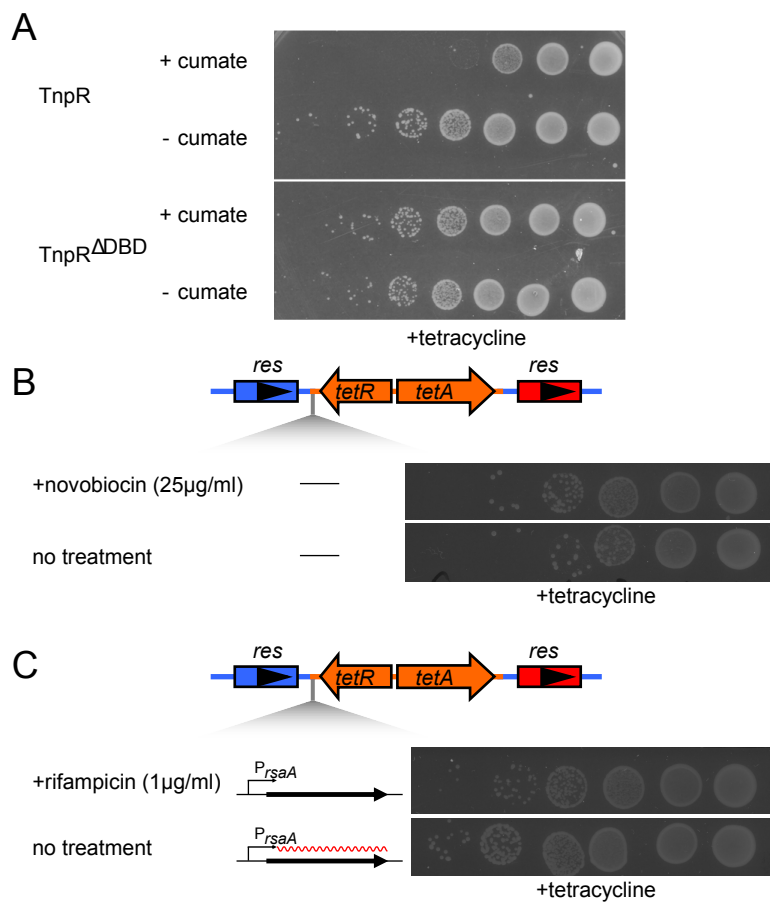 A
+ cumate
TnpR
- cumate
+ cumate
TnpRΔDBD
- cumate
+tetracycline
B
res
res
tetR
tetA
+novobiocin (25µg/ml)
no treatment
+tetracycline
C
res
res
tetR
tetA
+rifampicin (1µg/ml)
PrsaA
no treatment
PrsaA
+tetracycline